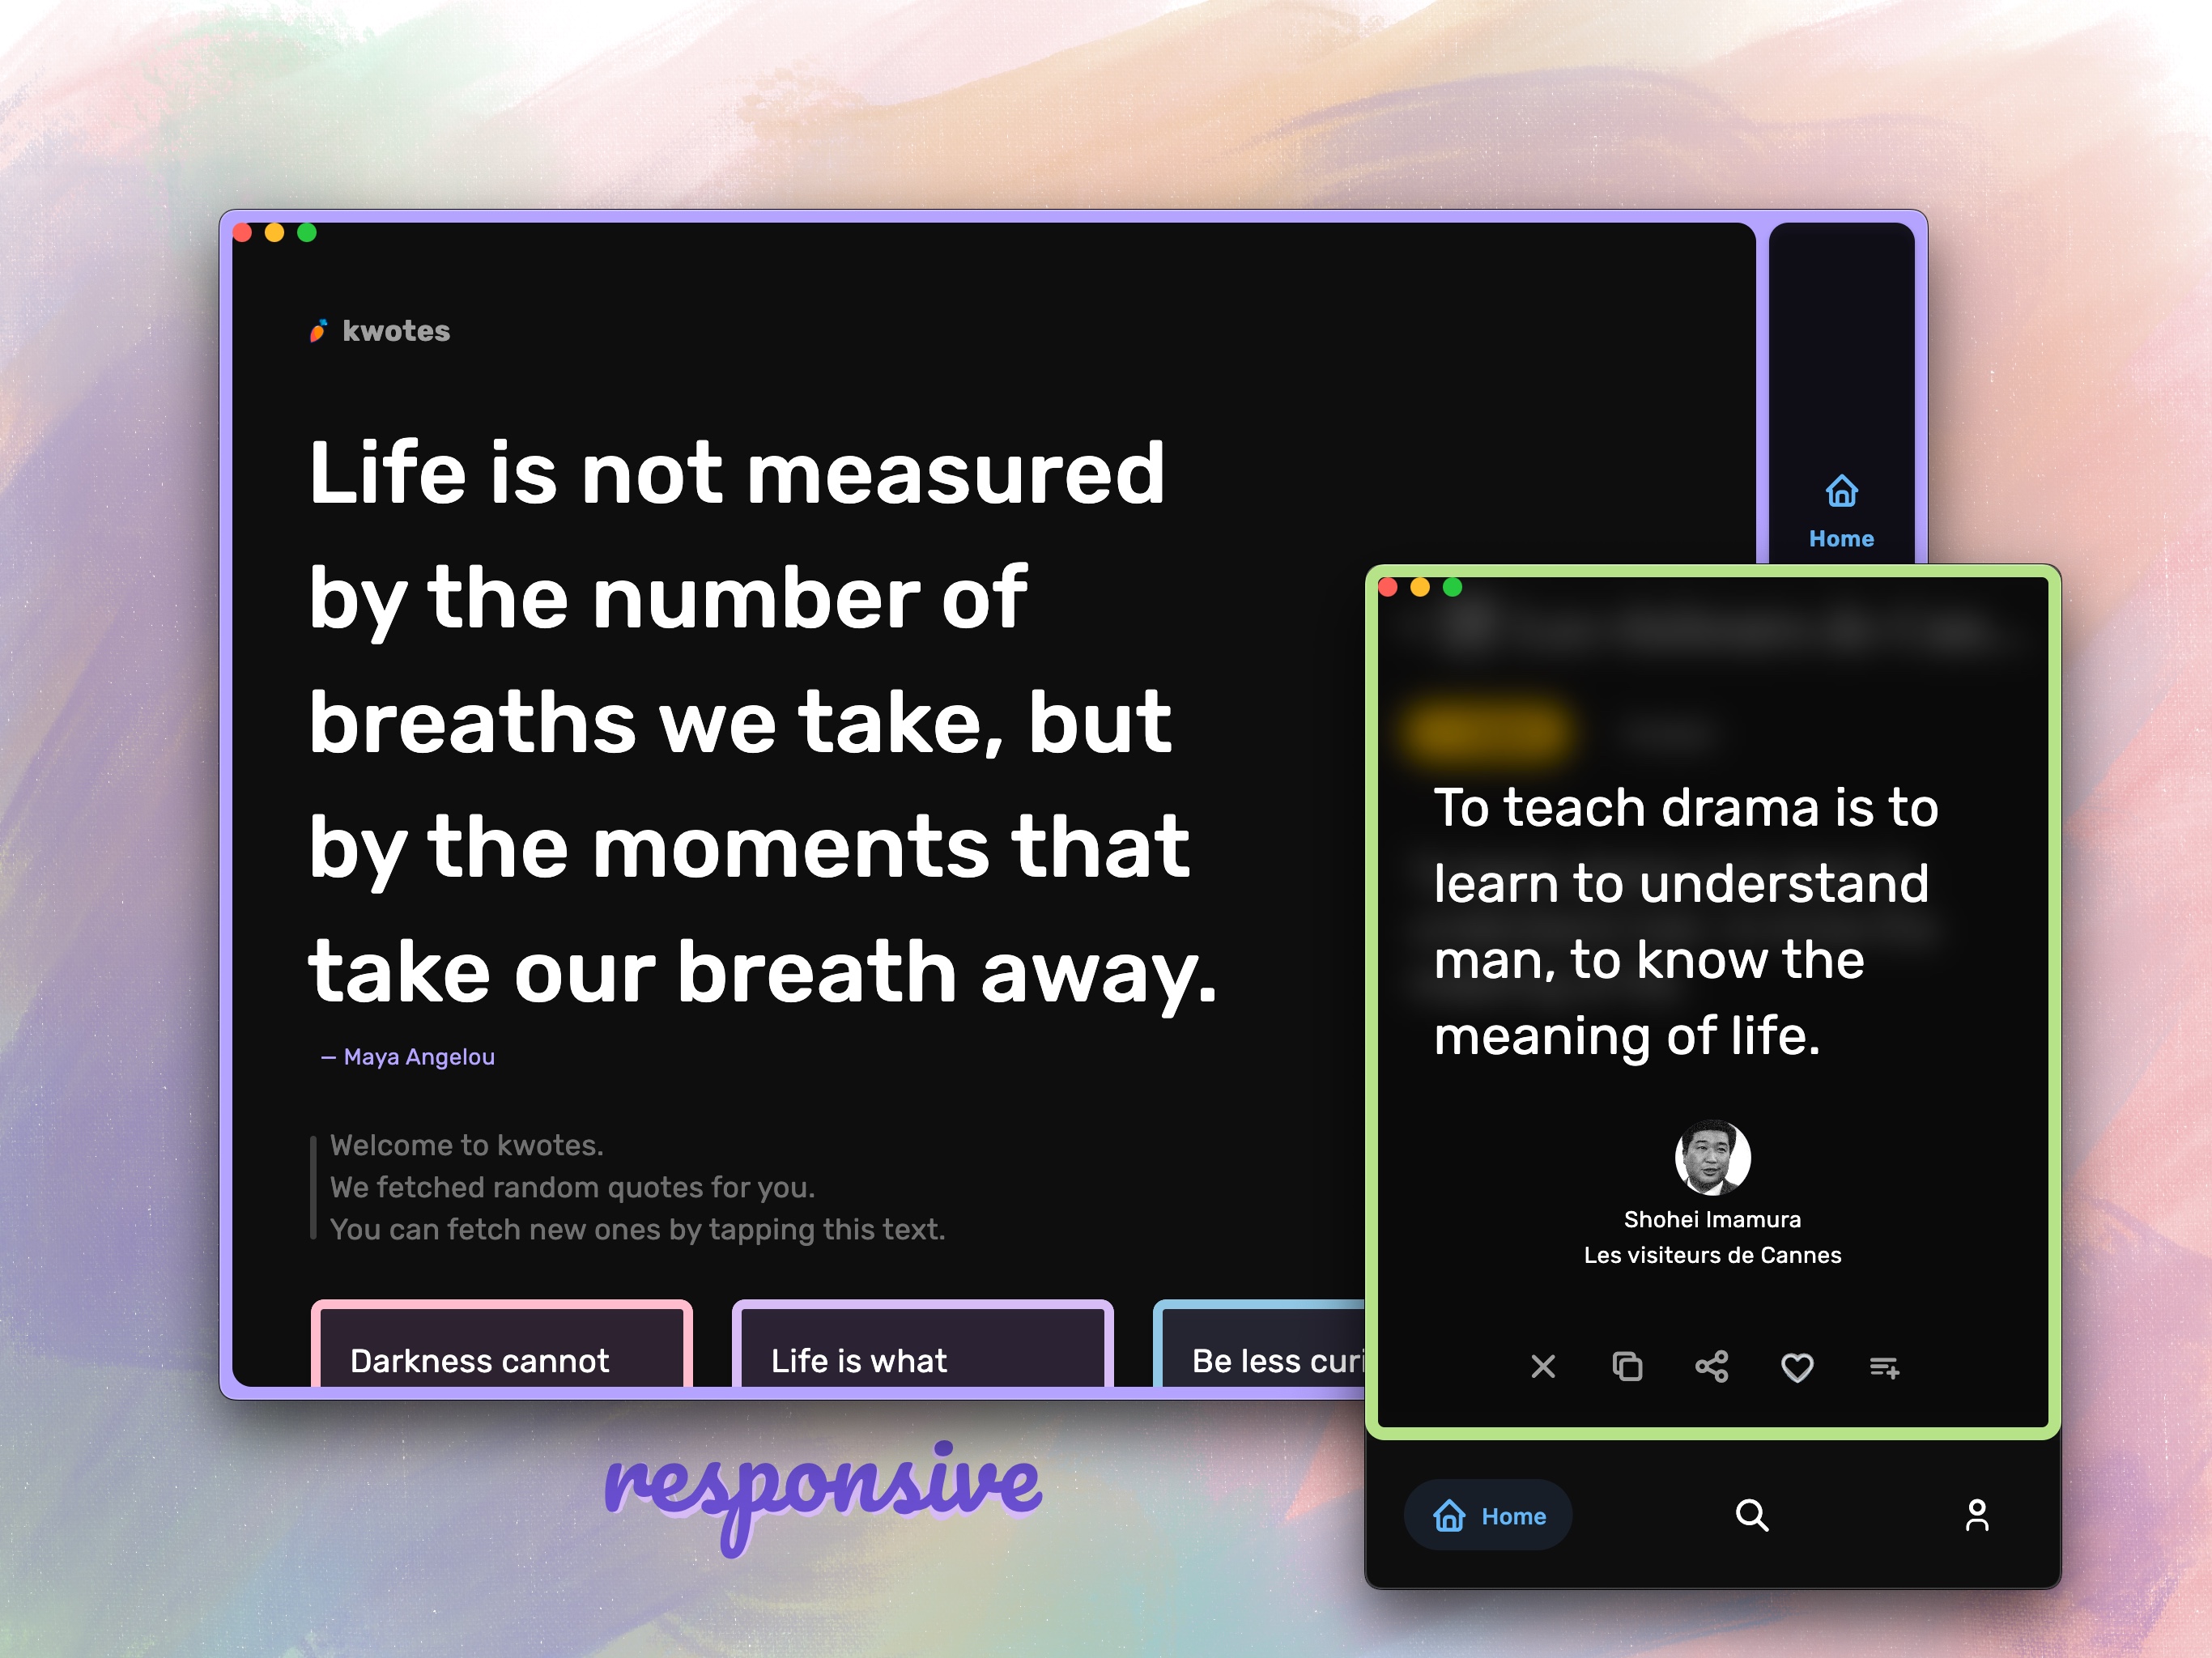 kwotes
Life is not measured
by the number of
breaths we take, but
by the moments that
take our breath away.
— Maya Angelou
Welcome to kwotes.
We fetched random quotes for you.
You can fetch new ones by tapping this text.
Darkness cannot
Life is what
Be less curi
Home
To teach drama is to
learn to understand
man, to know the
meaning of life.
Shohei Imamura
Les visiteurs de Cannes
Home
responsive